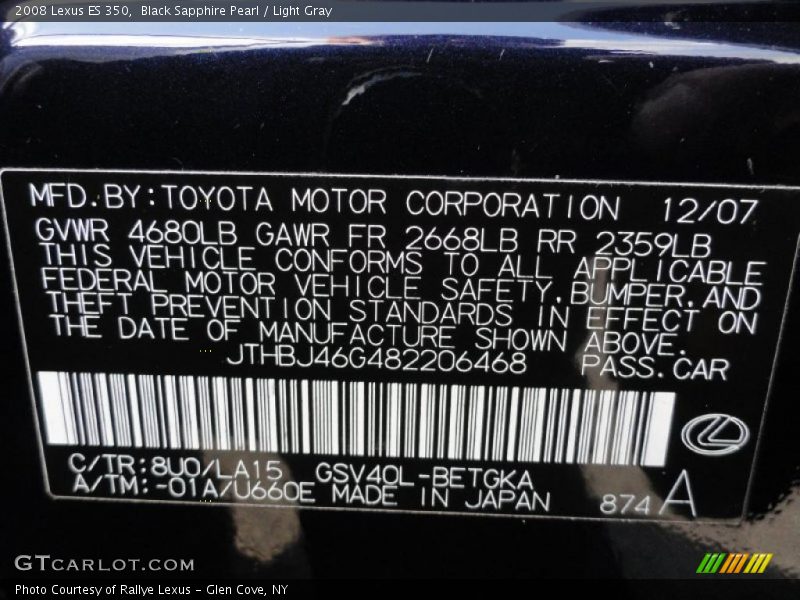 2008 Lexus ES 350,  Black Sapphire Pearl / Light Gray
MFD.BY:TOYOTA MOTOR CORPORATION 12/07
GVWR 4680LB GAWR FR 2668LB RR 2359LB
THIS VEHICLE CONFORMS TO ALL APPLICABLE
FEDERAL MOTOR VEHICLE SAFETY,BUMPER,AND
THEFT PREVENTION STANDARDS IN EFFECT ON
THE DATE OF MANUFACTURE SHOWN ABOVE.
JTHBJ46G482206468 PASS.CAR
C/TR:8U0/LA15 GSV40L-BETGKA
A/TM:-01A/U660E MADE IN JAPAN 874 A
GTCARLOT.COM
Photo Courtesy of Rallye Lexus - Glen Cove, NY